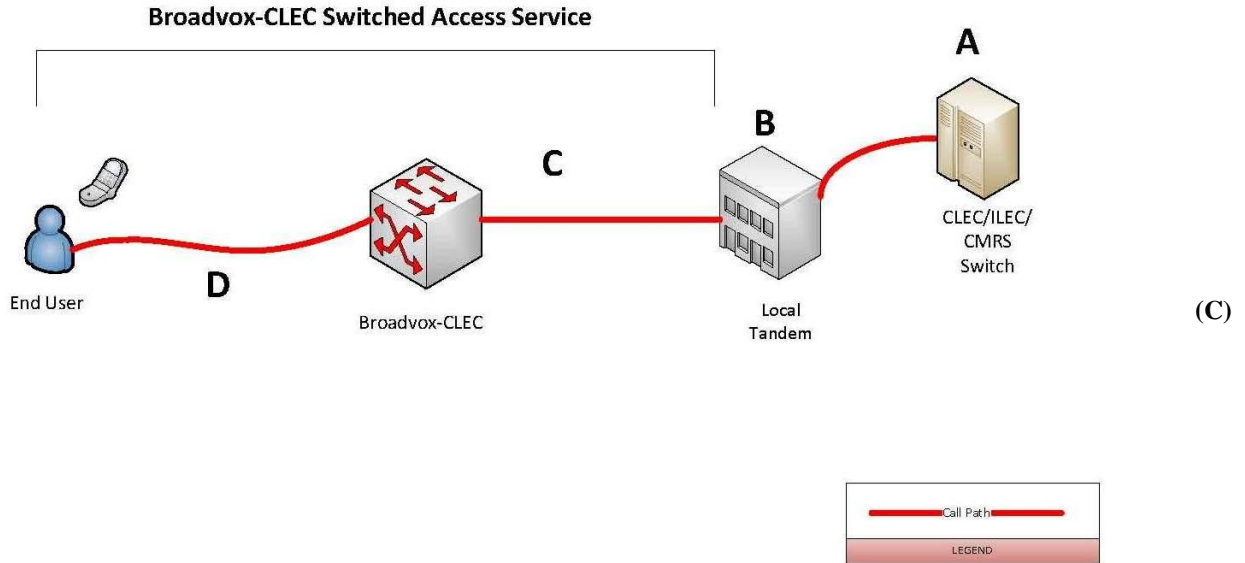 Broadvox-CLEC Switched Access Service
A
B
C
D
End User
Broadvox-CLEC
Local
Tandem
CLEC/ILEC/
CMRS
Switch
(C)
Call Path
LEGEND